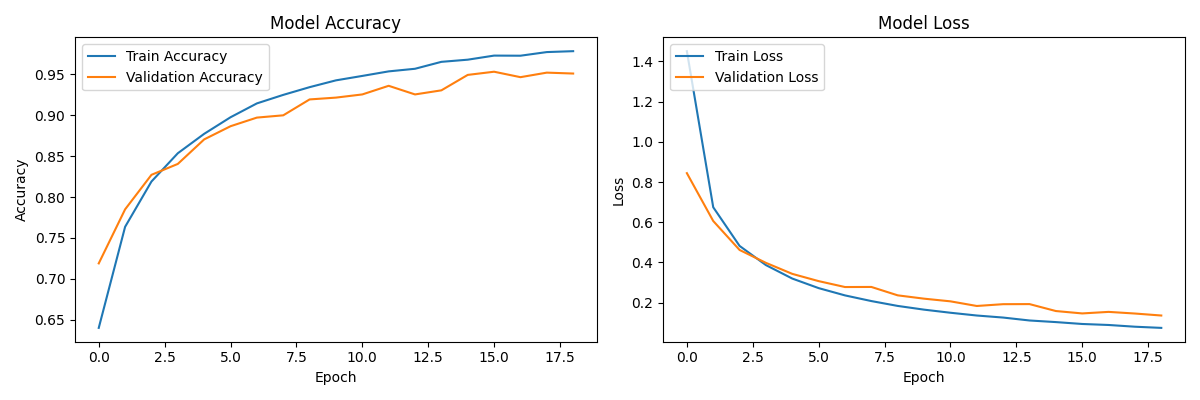 Model Accuracy
Train Accuracy
Validation Accuracy
Accuracy
0.95
0.90
0.85
0.80
0.75
0.70
0.65
0.0 2.5 5.0 7.5 10.0 12.5 15.0 17.5
Epoch
Model Loss
Train Loss
Validation Loss
Loss
1.4
1.2
1.0
0.8
0.6
0.4
0.2
0.0 2.5 5.0 7.5 10.0 12.5 15.0 17.5
Epoch